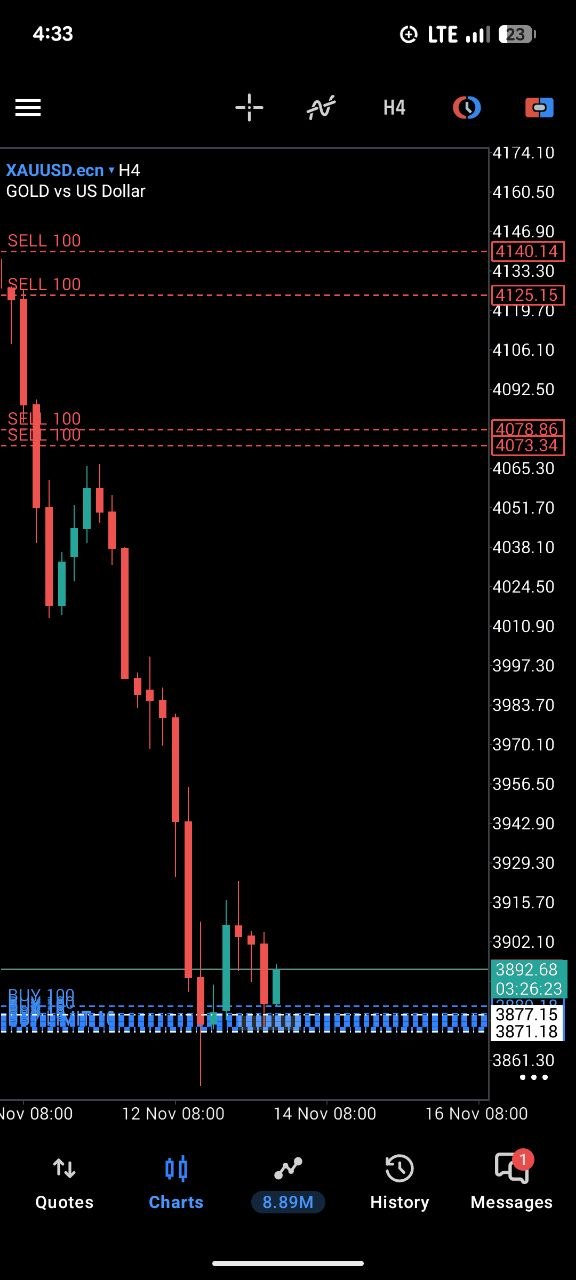 4:33
LTE
23
H4
XAUUSD.ecn H4
GOLD vs US Dollar
4174.10
4160.50
4146.90
SELL 100
4140.14
4133.30
SELL 100
4125.15
4119.70
4106.10
4092.50
SELL 100
4078.86
SELL 100
4073.34
4065.30
4051.70
4038.10
4024.50
4010.90
3997.30
3983.70
3970.10
3956.50
3942.90
3929.30
3915.70
3902.10
3892.68
03:26:23
BUY 100
3877.15
3871.18
3861.30
Nov 08:00
12 Nov 08:00
14 Nov 08:00
16 Nov 08:00
1
8.89M
Quotes
Charts
History
Messages